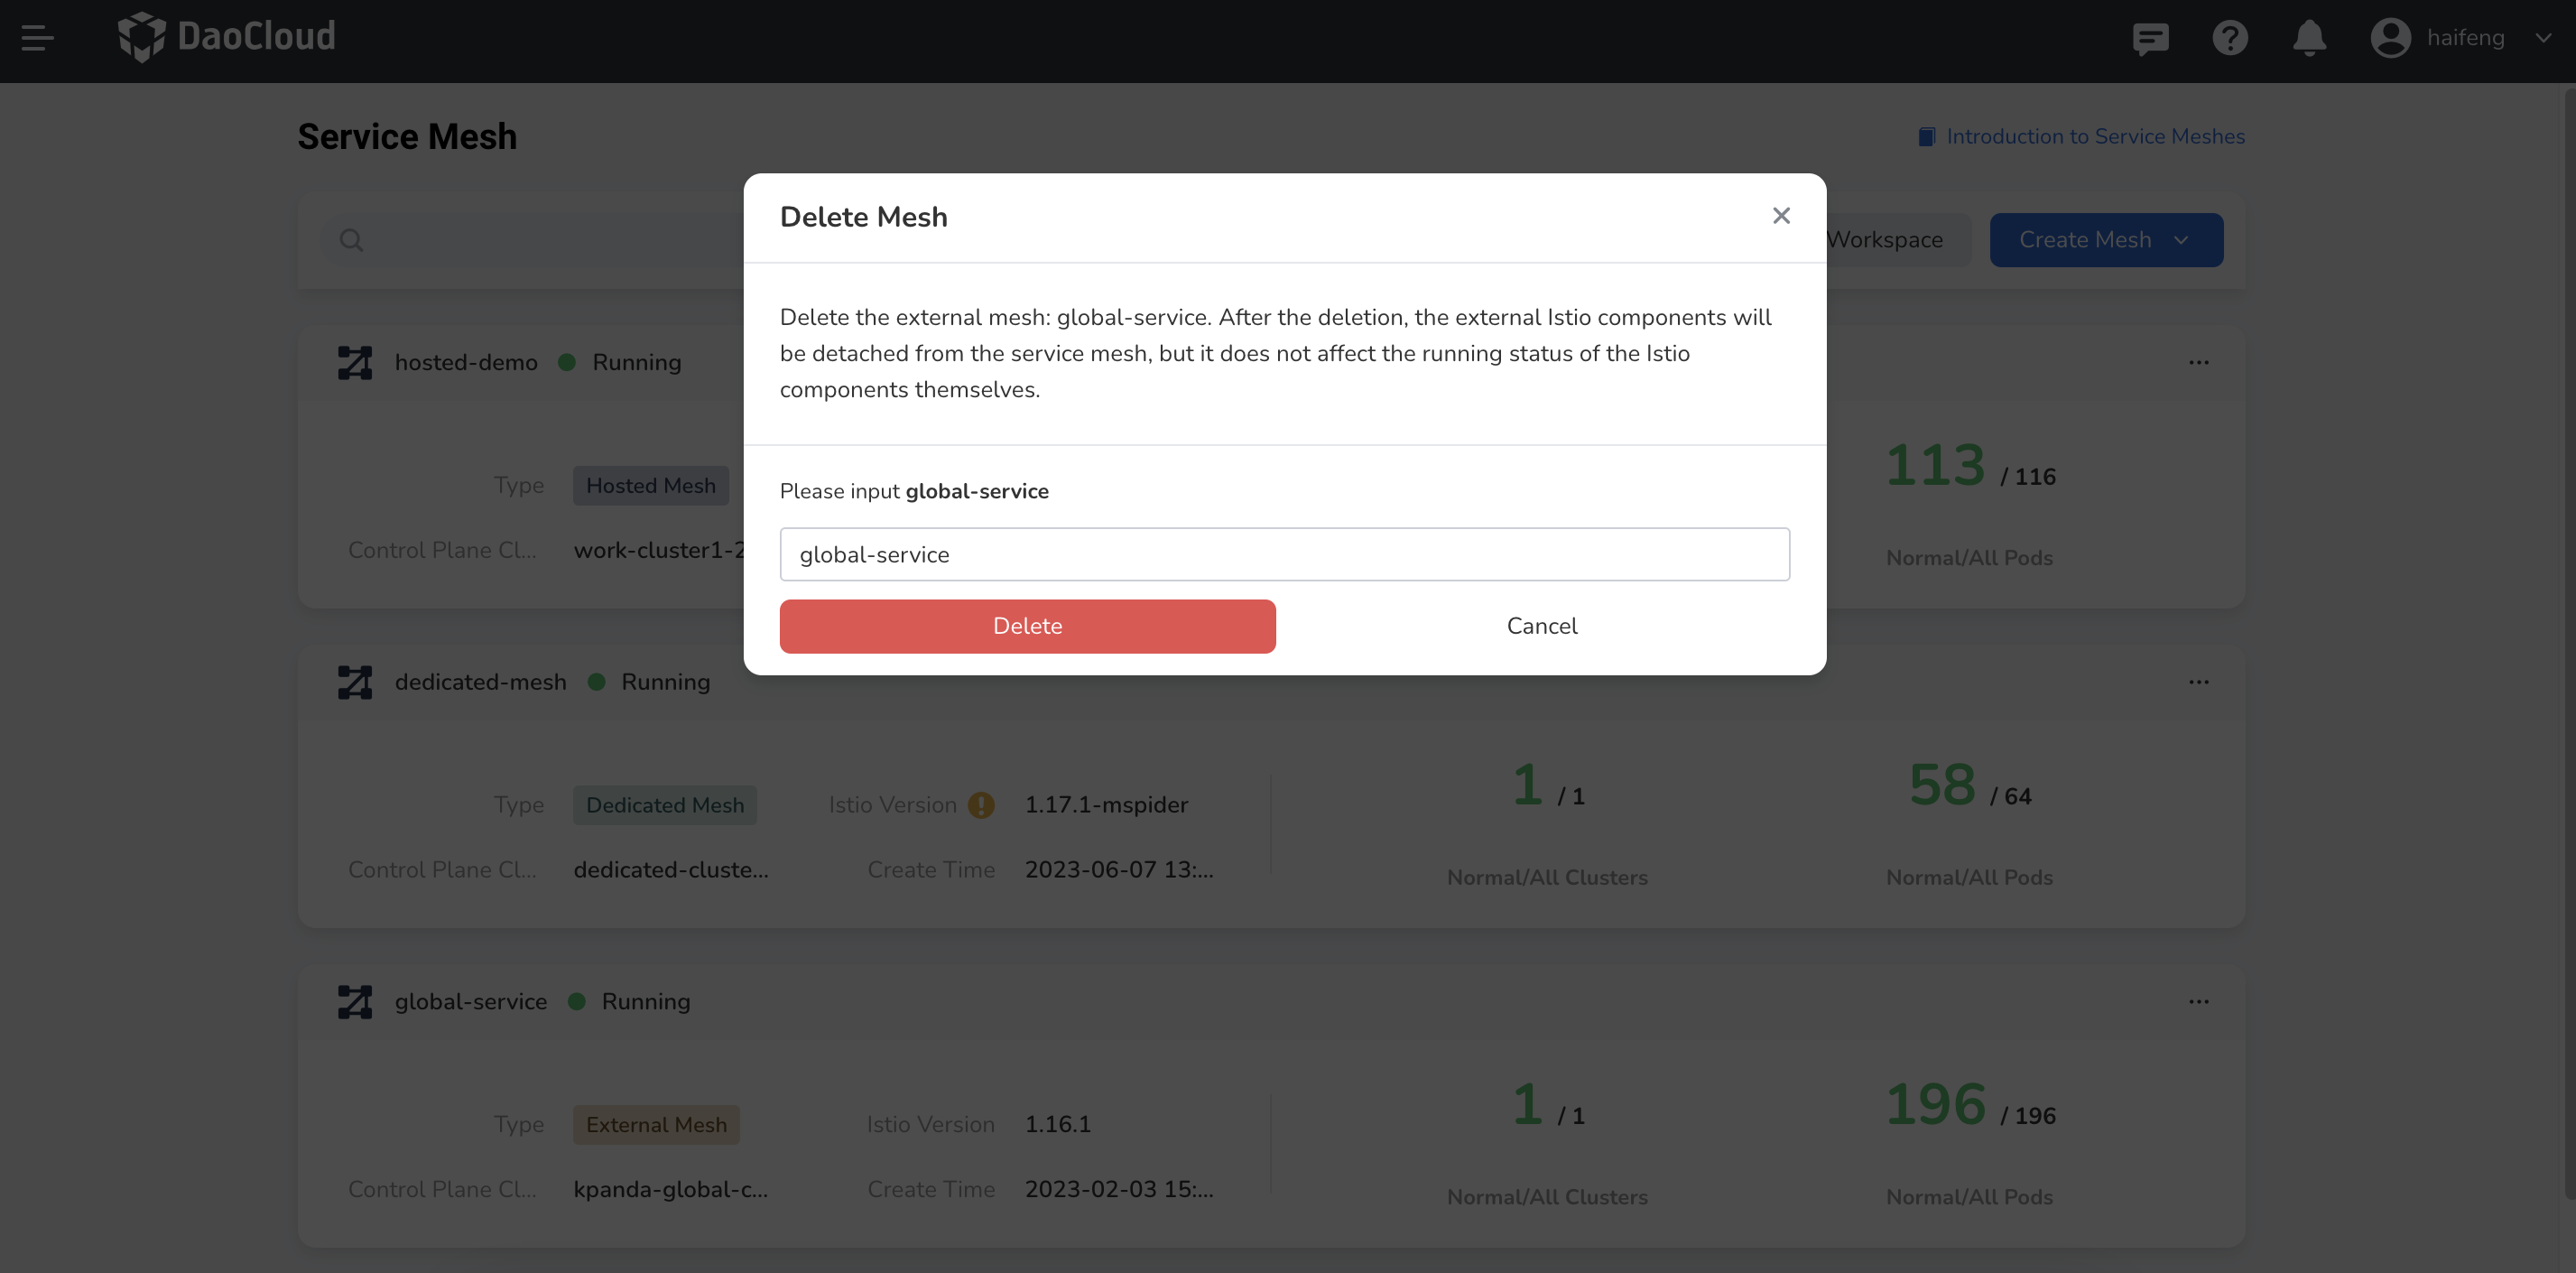 DaoCloud
haifeng
Service Mesh
Introduction to Service Meshes
Workspace
Create Mesh
Delete Mesh
Delete the external mesh: global-service. After the deletion, the external Istio components will
be detached from the service mesh, but it does not affect the running status of the Istio
components themselves.
Please input global-service
global-service
Delete
Cancel
hosted-demo
Running
...
Type
Hosted Mesh
Control Plane Cl...
work-cluster1-2
113 / 116
Normal/All Pods
dedicated-mesh
Running
...
Type
Dedicated Mesh
Istio Version
1.17.1-mspider
Control Plane Cl...
dedicated-cluste...
Create Time
2023-06-07 13:...
1 / 1
Normal/All Clusters
58 / 64
Normal/All Pods
global-service
Running
...
Type
External Mesh
Istio Version
1.16.1
Control Plane Cl...
kpanda-global-c...
Create Time
2023-02-03 15:...
1 / 1
Normal/All Clusters
196 / 196
Normal/All Pods